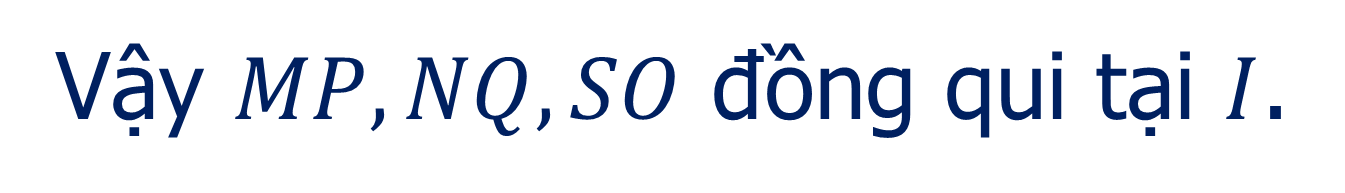 Vậy MP, NQ, SO đồng qui tại I.